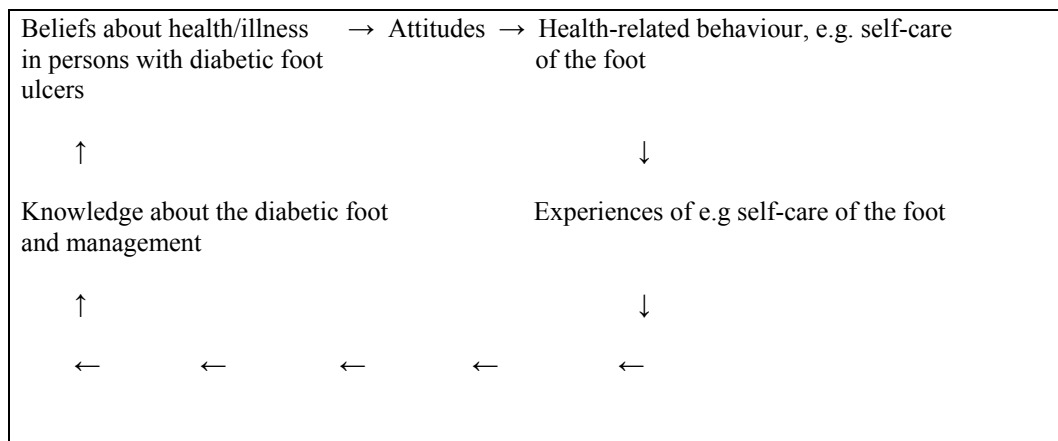 Beliefs about health/illness → Attitudes → Health-related behaviour, e.g. self-care
in persons with diabetic foot of the foot
ulcers
↑ ↓
Knowledge about the diabetic foot Experiences of e.g self-care of the foot
and management
↑ ↓
← ← ← ← ←